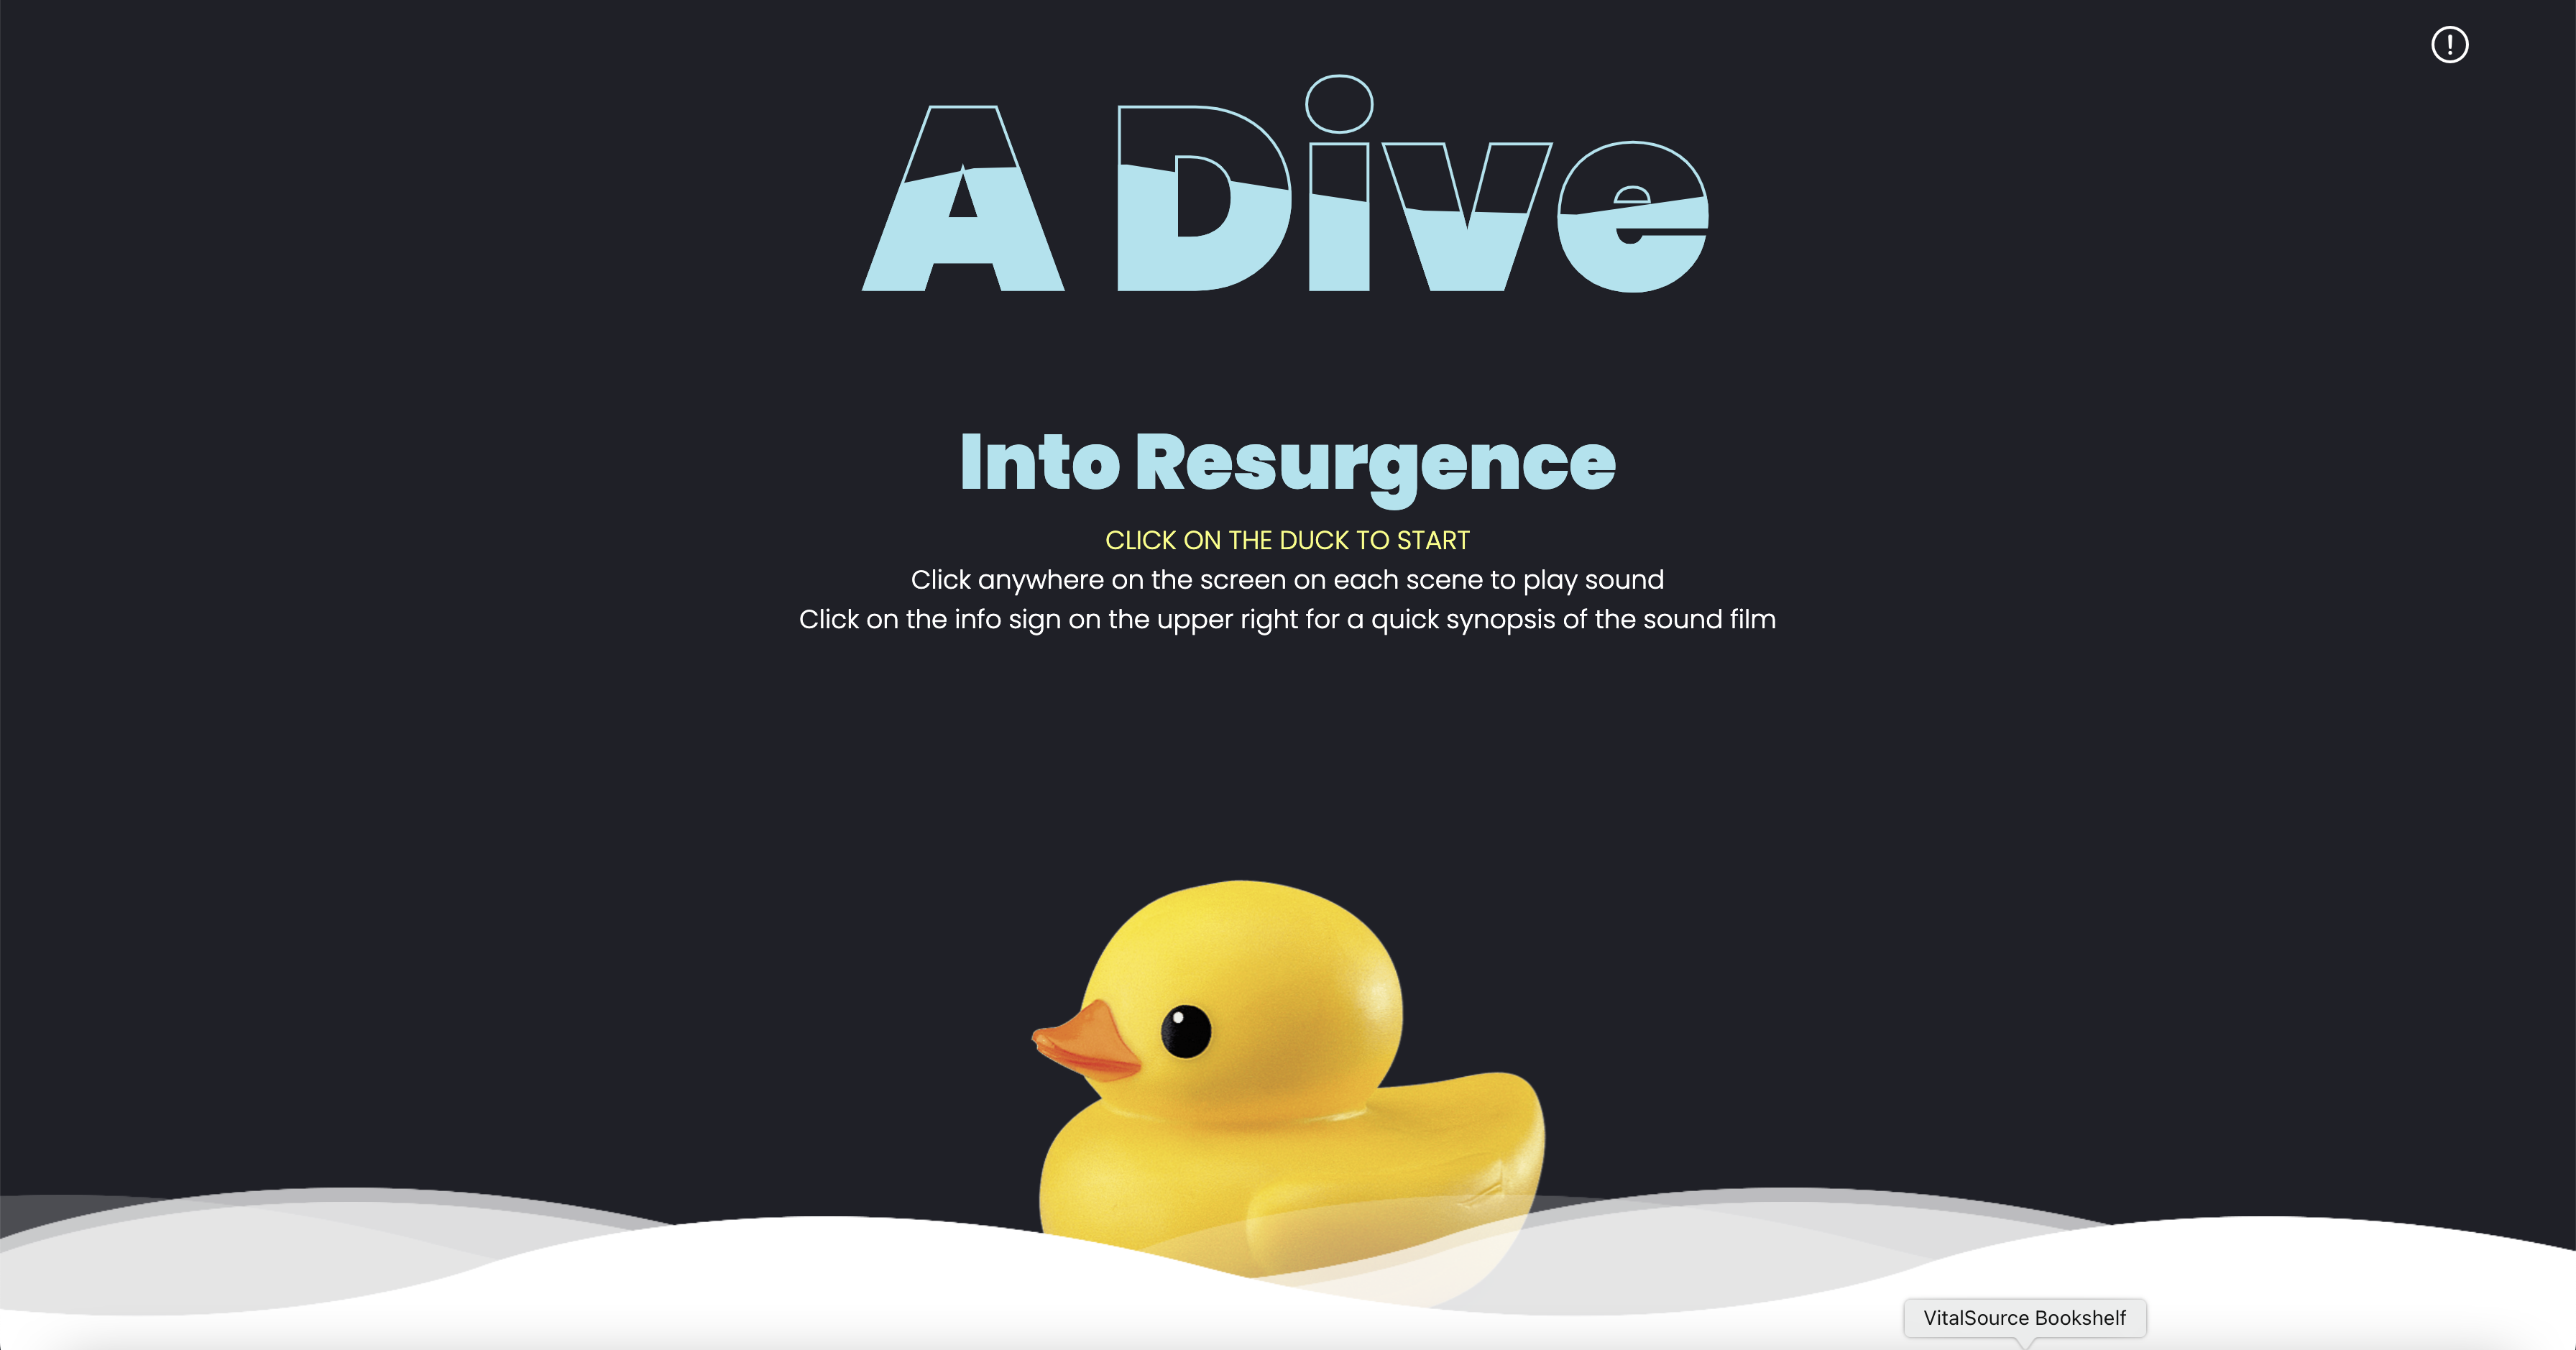 A Dive
Into Resurgence
CLICK ON THE DUCK TO START
Click anywhere on the screen on each scene to play sound
Click on the info sign on the upper right for a quick synopsis of the sound film
VitalSource Bookshelf